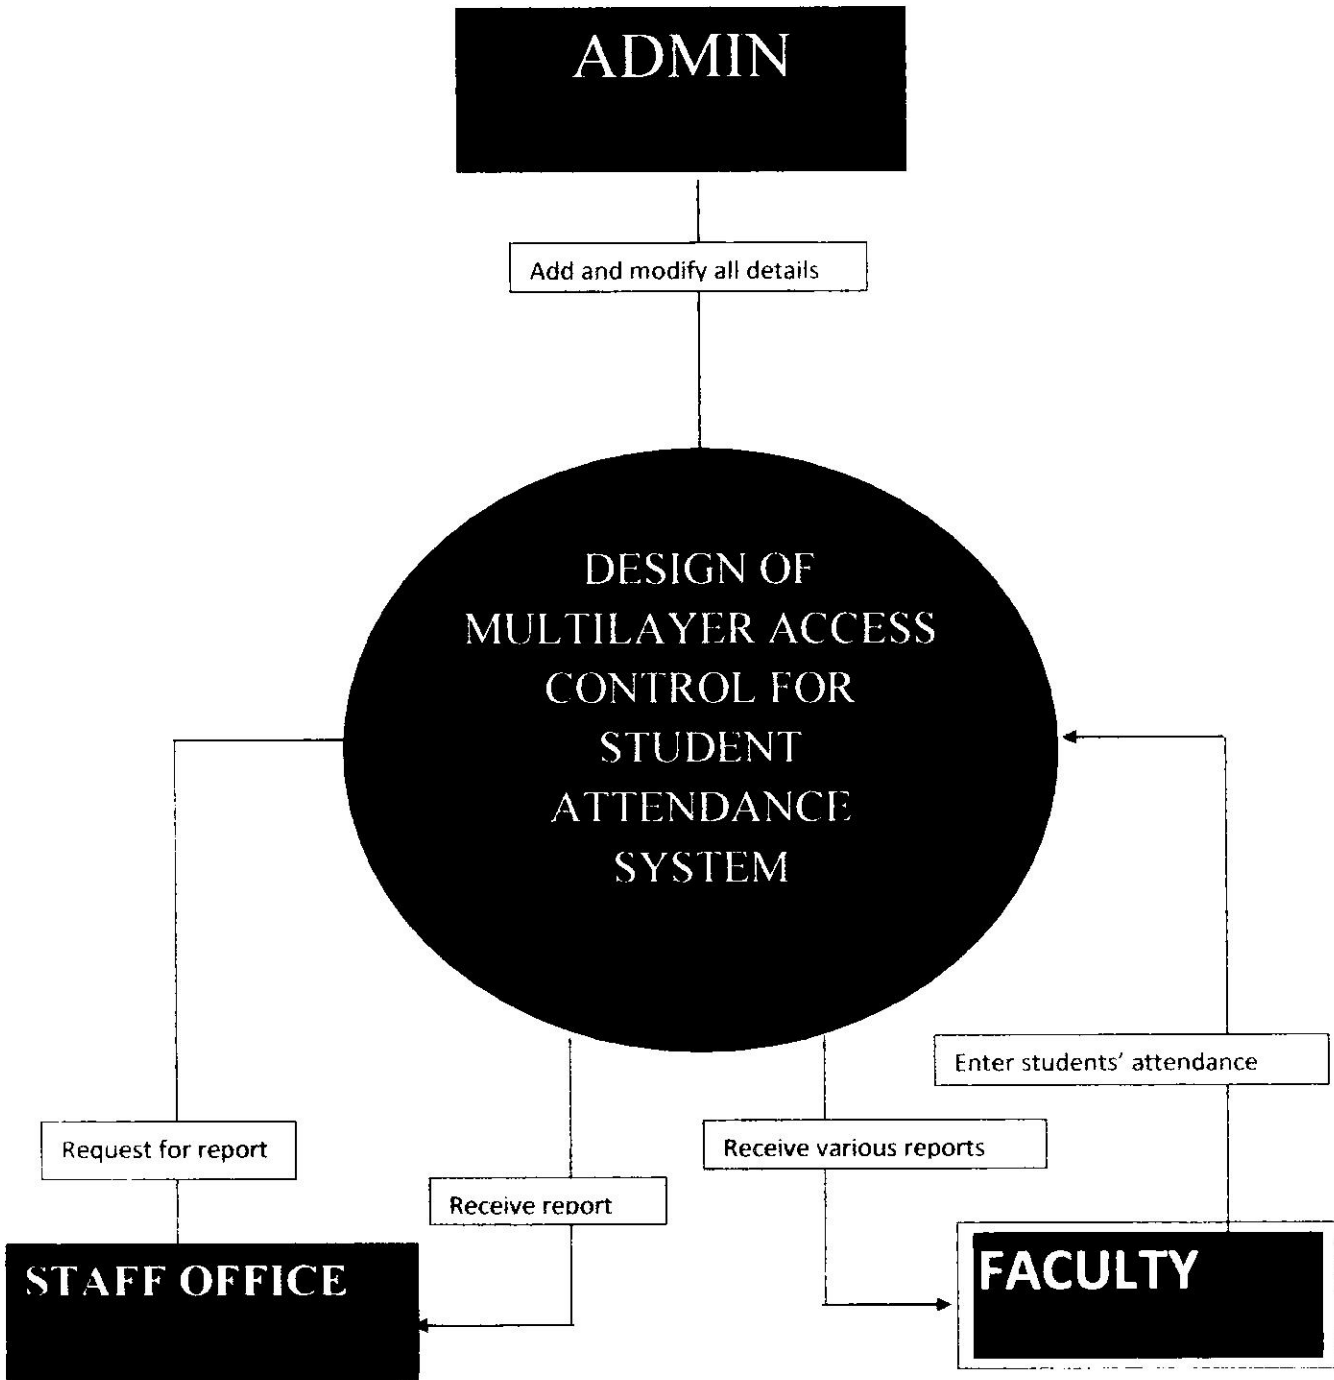 ADMIN
Add and modify all details
DESIGN OF
MULTILAYER ACCESS
CONTROL FOR
STUDENT
ATTENDANCE
SYSTEM
Enter students' attendance
Request for report
Receive various reports
Receive report
STAFF OFFICE
FACULTY